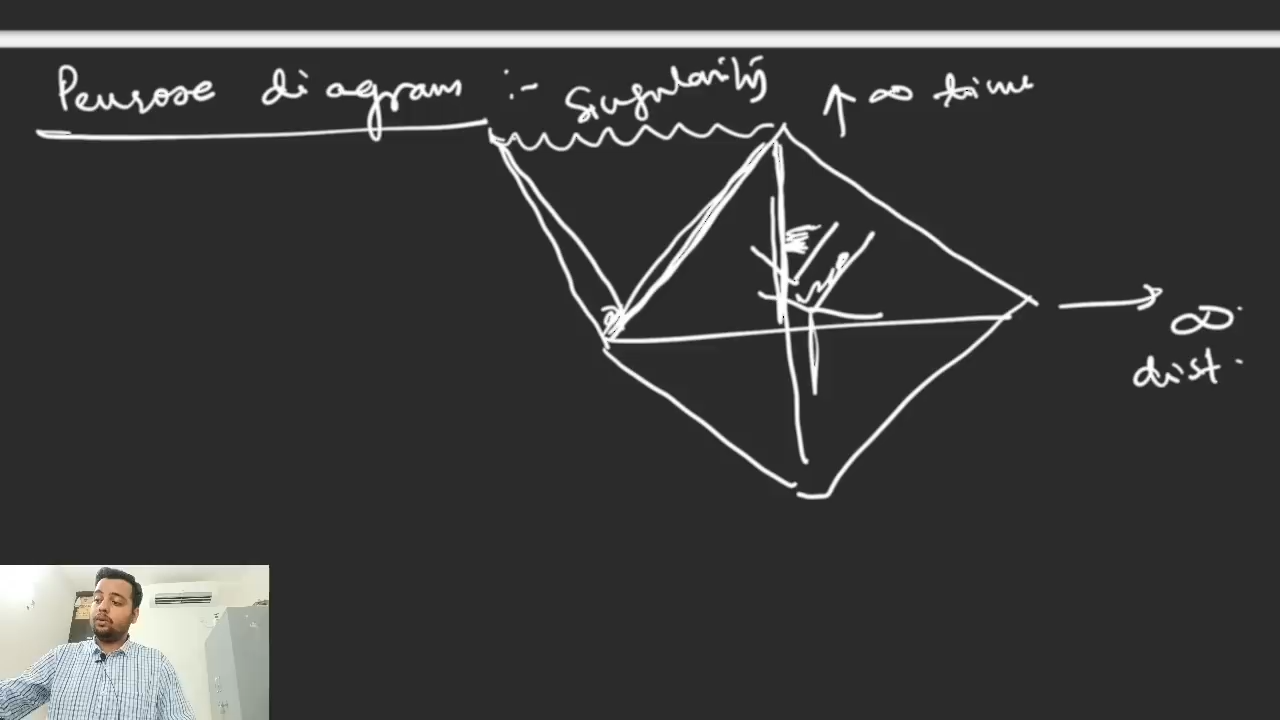 Penrose diagram :-
Singularity
↑ ∞ time
∞
dist.